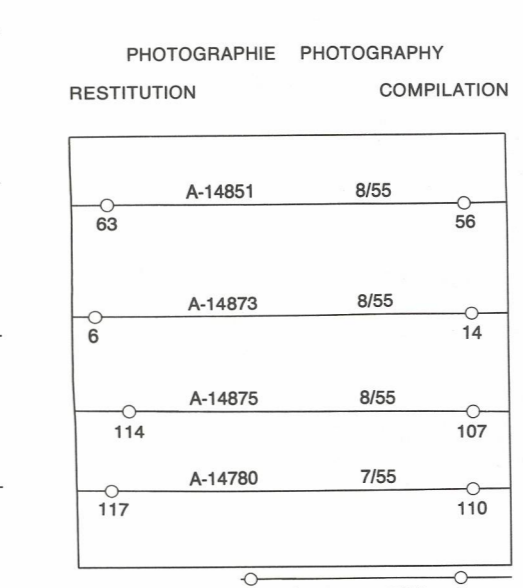 PHOTOGRAPHIE PHOTOGRAPHY
RESTITUTION COMPILATION
A-14851 8/55
63 56
A-14873 8/55
6 14
A-14875 8/55
114 107
A-14780 7/55
117 110